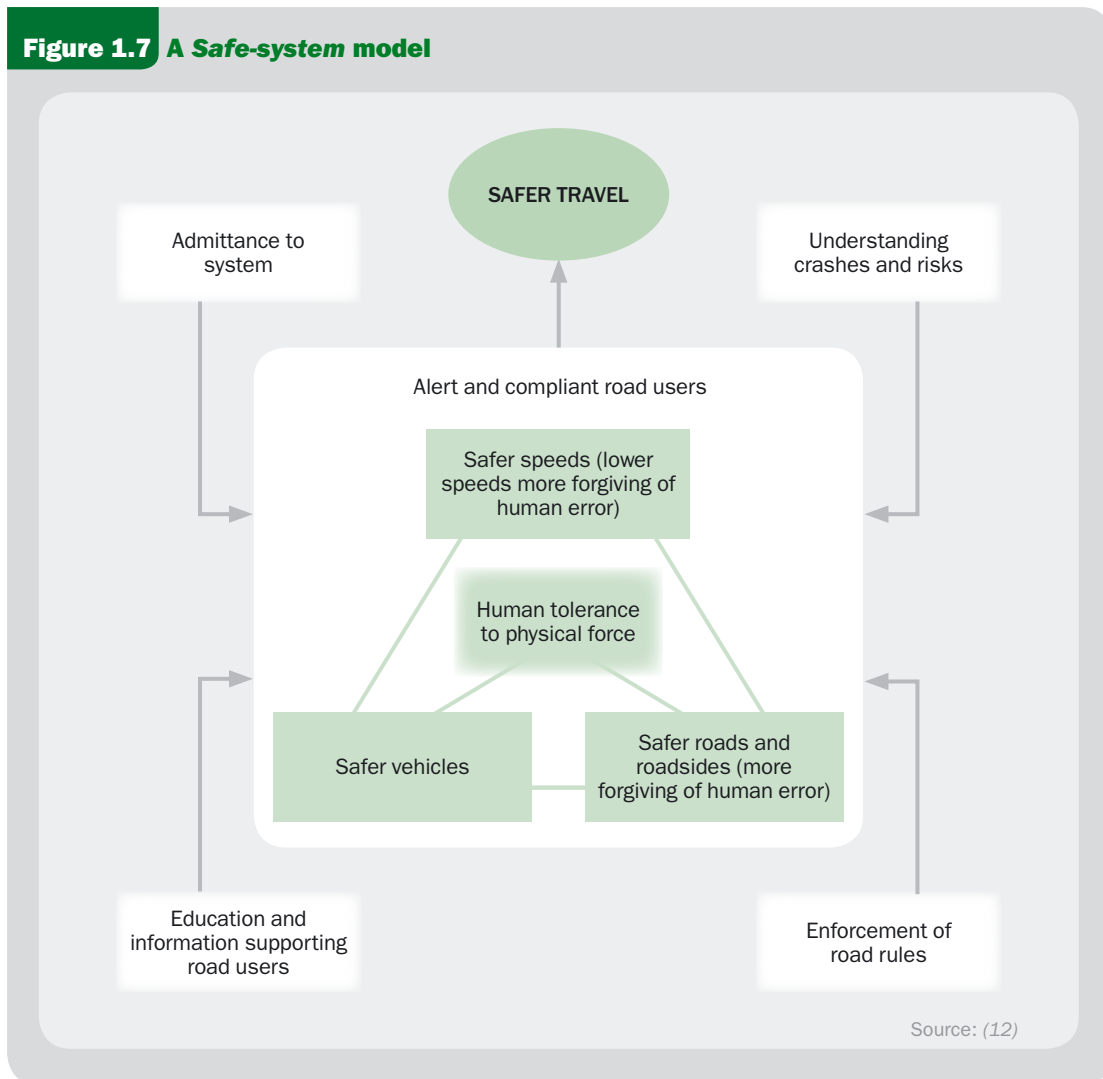 Figure 1.7 A Safe-system model
SAFER TRAVEL
Admittance to
system
Understanding
crashes and risks
Alert and compliant road users
Safer speeds (lower
speeds more forgiving of
human error)
Human tolerance
to physical force
Safer vehicles
Safer roads and
roadsides (more
forgiving of human error)
Education and
information supporting
road users
Enforcement of
road rules
Source: (12)